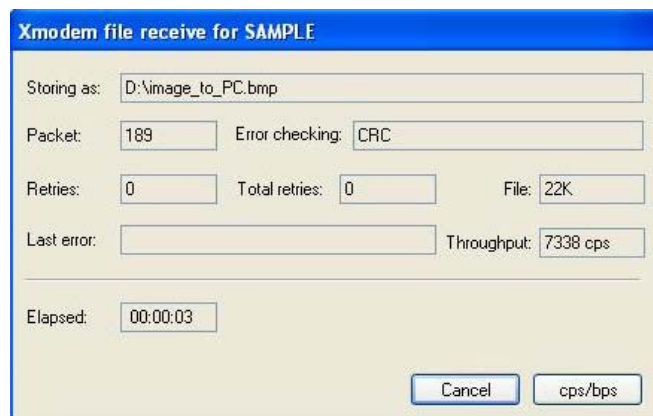 Xmodem file receive for SAMPLE
Storing as: D:\image_to_PC.bmp
Packet: 189 Error checking: CRC
Retries: 0 Total retries: 0 File: 22K
Last error: Throughput: 7338 cps
Elapsed: 00:00:03
Cancel cps/bps